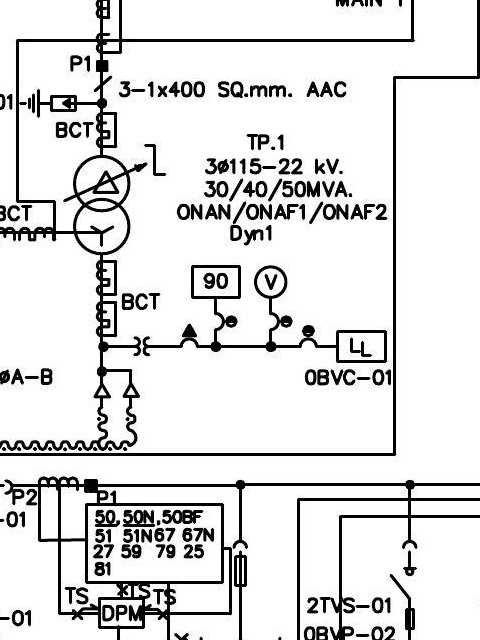 MAIN 1
P1
3-1x400 SQ.mm. AAC
01
BCT
TP.1
3ø115-22 kV.
30/40/50MVA.
ONAN/ONAF1/ONAF2
Dyn1
BCT
90
V
BCT
LL
0BVC-01
øA-B
P2
P1
-01
50,50N,50BF
51 51N67 67N
27 59 79 25
81
TS
TS
TS
DPM
-01
2TVS-01
0BVP-02